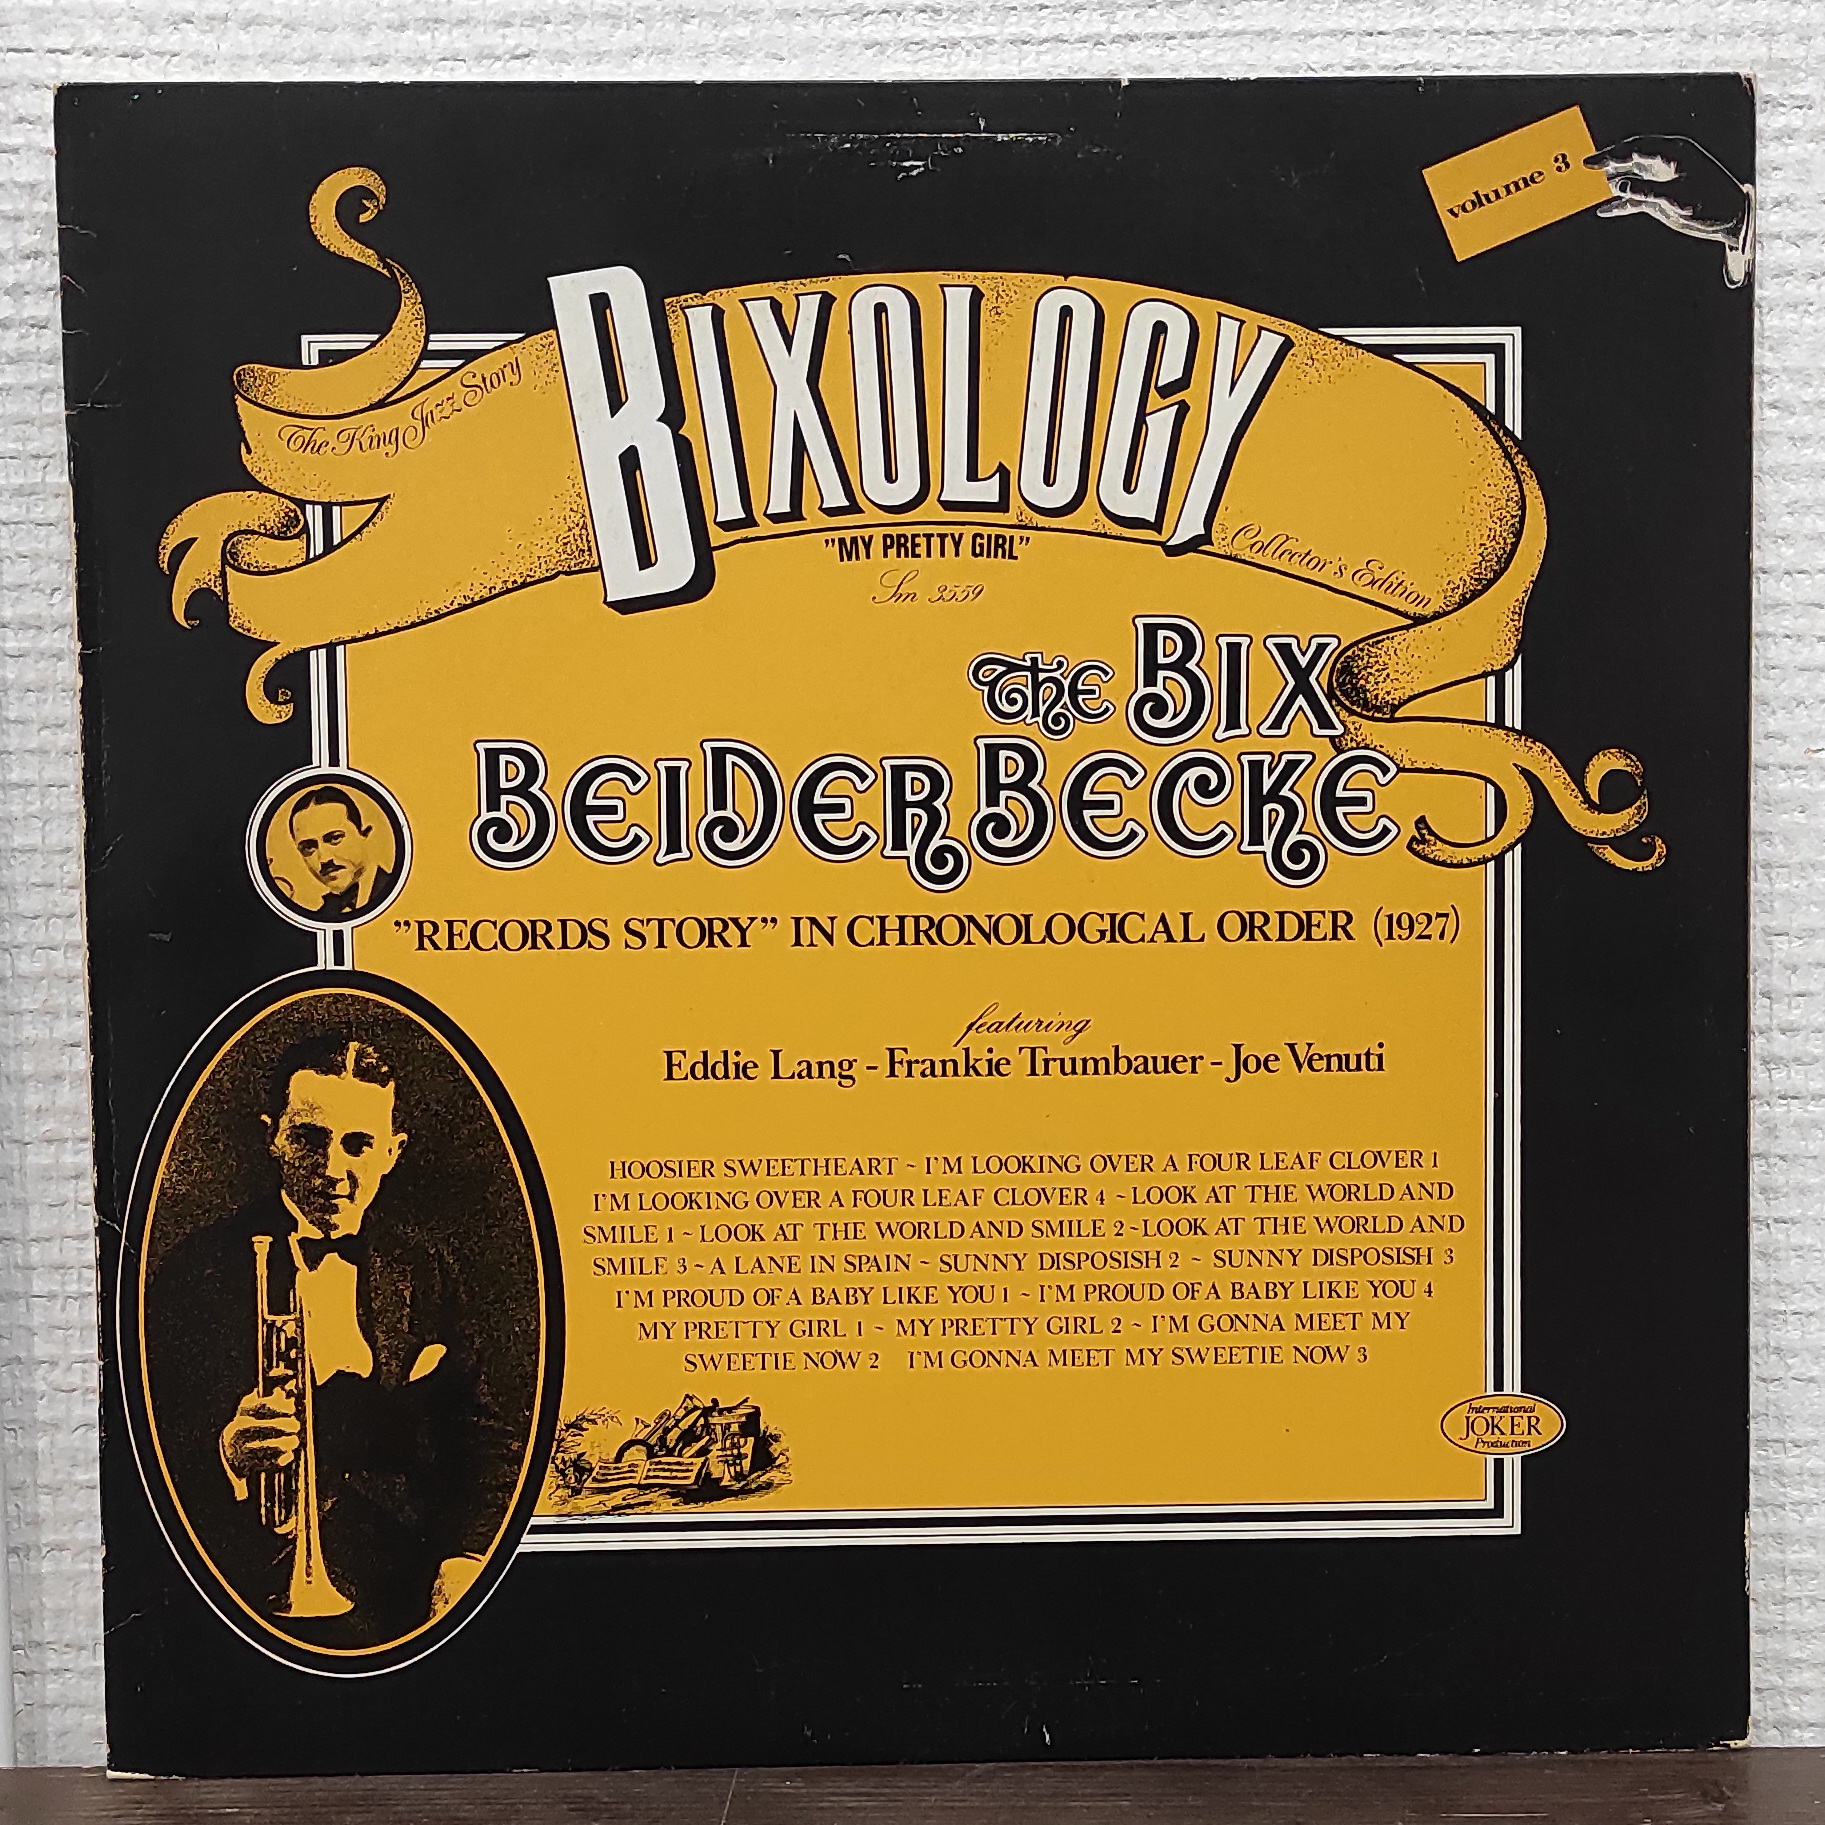 volume 3
The King Jazz Story
BIXOLOGY
Collector's Edition
"MY PRETTY GIRL"
Sm 3559
THE BIX
BEIDERBECKE
"RECORDS STORY" IN CHRONOLOGICAL ORDER (1927)
featuring
Eddie Lang - Frankie Trumbauer - Joe Venuti
HOOSIER SWEETHEART ~ I'M LOOKING OVER A FOUR LEAF CLOVER 1
I'M LOOKING OVER A FOUR LEAF CLOVER 4 ~ LOOK AT THE WORLD AND
SMILE 1 ~ LOOK AT THE WORLD AND SMILE 2 ~ LOOK AT THE WORLD AND
SMILE 3 ~ A LANE IN SPAIN ~ SUNNY DISPOSISH 2 ~ SUNNY DISPOSISH 3
I'M PROUD OF A BABY LIKE YOU 1 ~ I'M PROUD OF A BABY LIKE YOU 4
MY PRETTY GIRL 1 ~ MY PRETTY GIRL 2 ~ I'M GONNA MEET MY
SWEETIE NOW 2 I'M GONNA MEET MY SWEETIE NOW 3
International
JOKER
Production